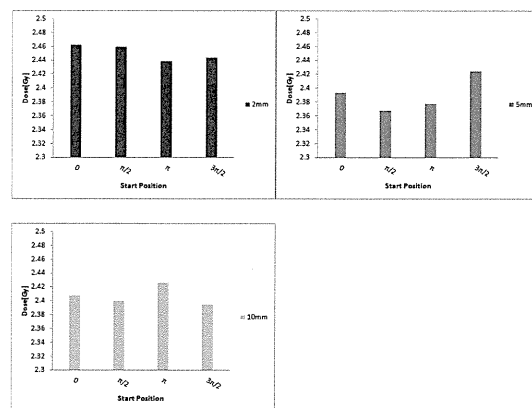 2.5
2.48
2.46
2.44
2.42
2.4
2.38
2.36
2.34
2.32
2.3
Dose[Gy]
0
π/2
π
3π/2
Start Position
2mm
2.5
2.48
2.46
2.44
2.42
2.4
2.38
2.36
2.34
2.32
2.3
Dose[Gy]
0
π/2
π
3π/2
Start Position
5mm
2.5
2.48
2.46
2.44
2.42
2.4
2.38
2.36
2.34
2.32
2.3
Dose[Gy]
0
π/2
π
3π/2
Start Position
10mm